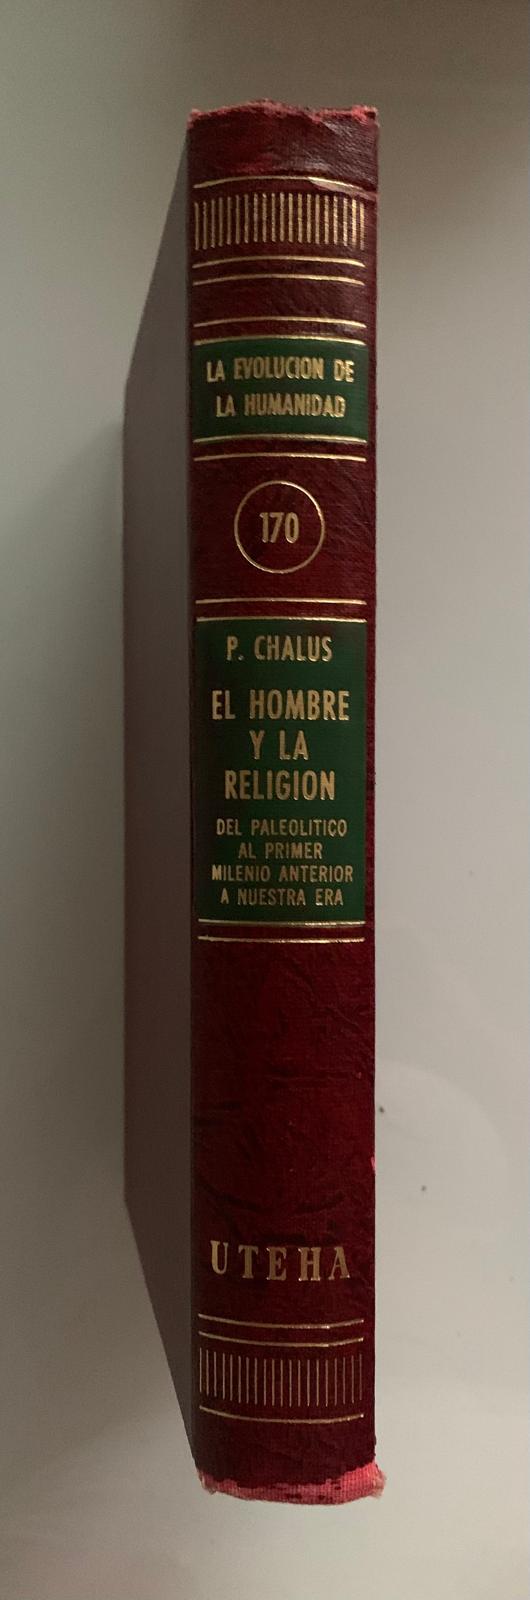 LA EVOLUCION DE
LA HUMANIDAD
170
P. CHALUS
EL HOMBRE
Y LA
RELIGION
DEL PALEOLITICO
AL PRIMER
MILENIO ANTERIOR
A NUESTRA ERA
UTEHA